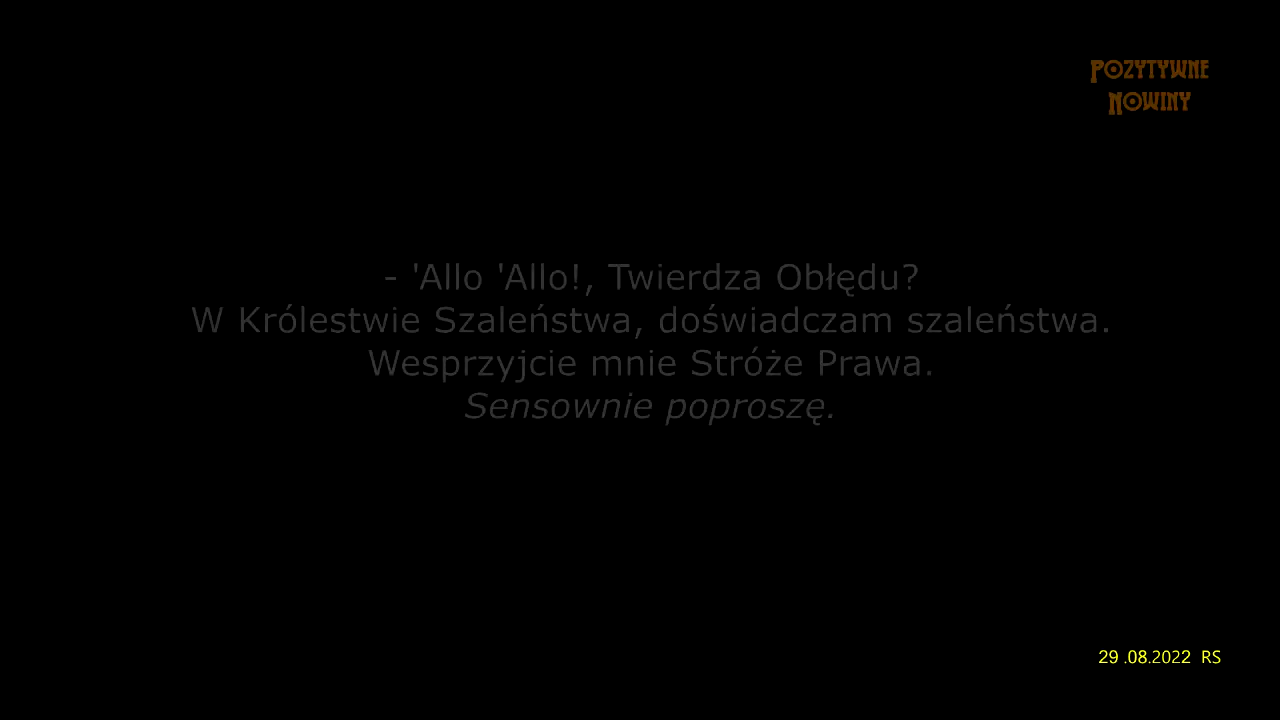 POZYTYWNE
NOWINY
- 'Allo 'Allo!, Twierdza Obłędu?
W Królestwie Szaleństwa, doświadczam szaleństwa.
Wesprzyjcie mnie Stróże Prawa.
Sensownie poproszę.
29 .08.2022 RS